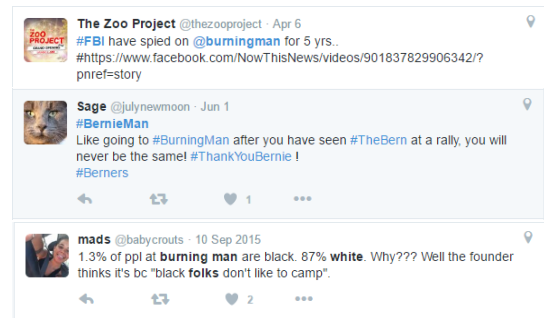 The Zoo Project @thezooproject · Apr 6
#FBI have spied on @burningman for 5 yrs..
#https://www.facebook.com/NowThisNews/videos/901837829906342/?
pnref=story
ZOO
PROJECT
Sage @julynewmoon · Jun 1
#BernieMan
Like going to #BurningMan after you have seen #TheBern at a rally, you will
never be the same! #ThankYouBernie !
#Berners
1
mads @babycrouts · 10 Sep 2015
1.3% of ppl at burning man are black. 87% white. Why??? Well the founder
thinks it's bc "black folks don't like to camp".
2